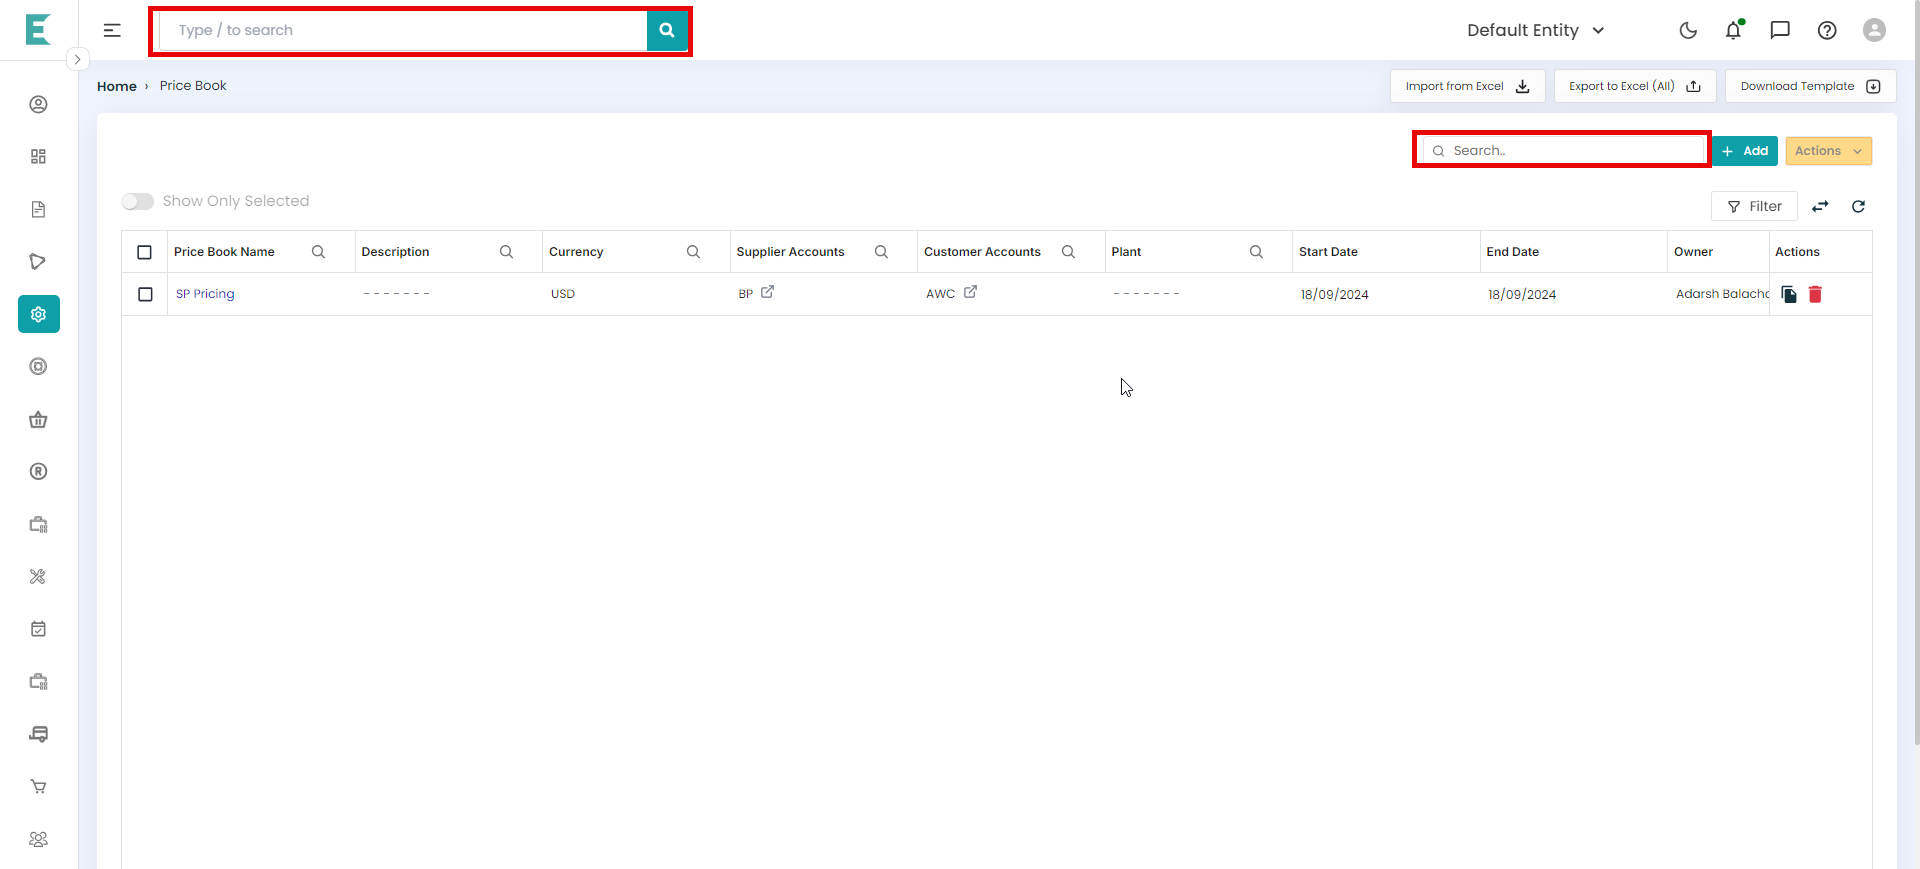 Type / to search
Default Entity
Home › Price Book
Import from Excel
Export to Excel (All)
Download Template
Search..
+ Add
Actions
Show Only Selected
Filter
Price Book Name
Description
Currency
Supplier Accounts
Customer Accounts
Plant
Start Date
End Date
Owner
Actions
SP Pricing
-------
USD
BP
AWC
-------
18/09/2024
18/09/2024
Adarsh Balacha